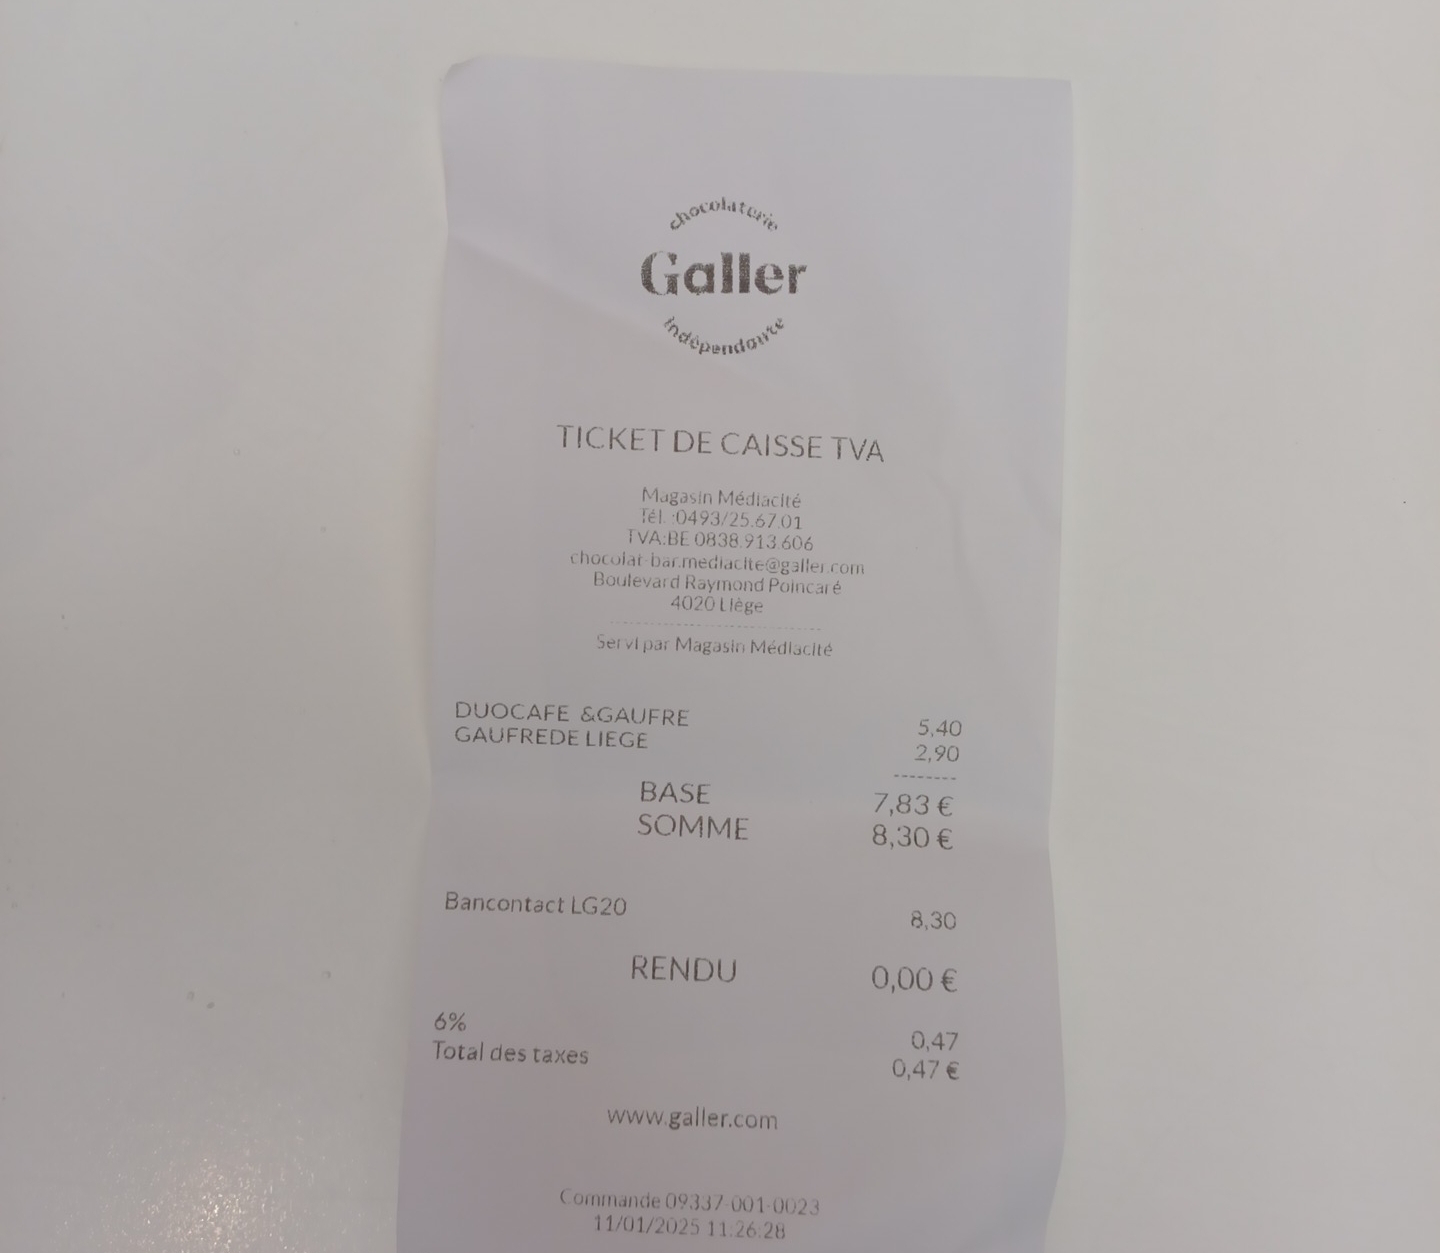 chocolaterie
Galler
indépendante
TICKET DE CAISSE TVA
Magasin Médiacité
Tél. :0493/25.67.01
TVA:BE 0838.913.606
chocolat-bar.mediacite@galler.com
Boulevard Raymond Poincaré
4020 Liège
Servi par Magasin Médiacité
DUOCAFE &GAUFRE 5,40
GAUFREDE LIEGE 2,90
--------
BASE 7,83 €
SOMME 8,30 €
Bancontact LG20 8,30
RENDU 0,00 €
6% 0,47
Total des taxes 0,47 €
www.galler.com
Commande 09337-001-0023
11/01/2025 11:26:28